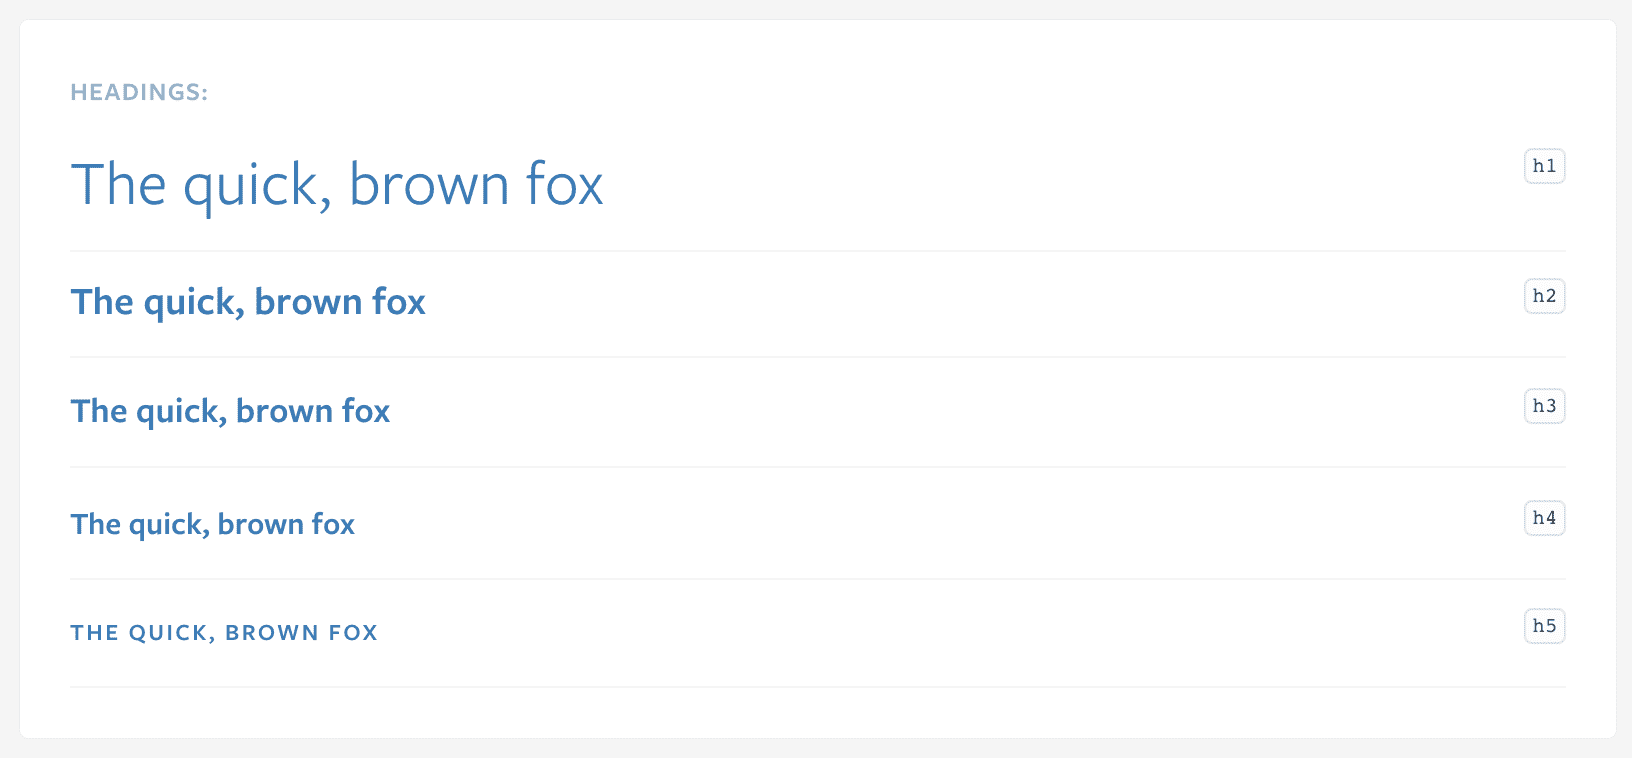 HEADINGS:
The quick, brown fox h1
The quick, brown fox h2
The quick, brown fox h3
The quick, brown fox h4
THE QUICK, BROWN FOX h5